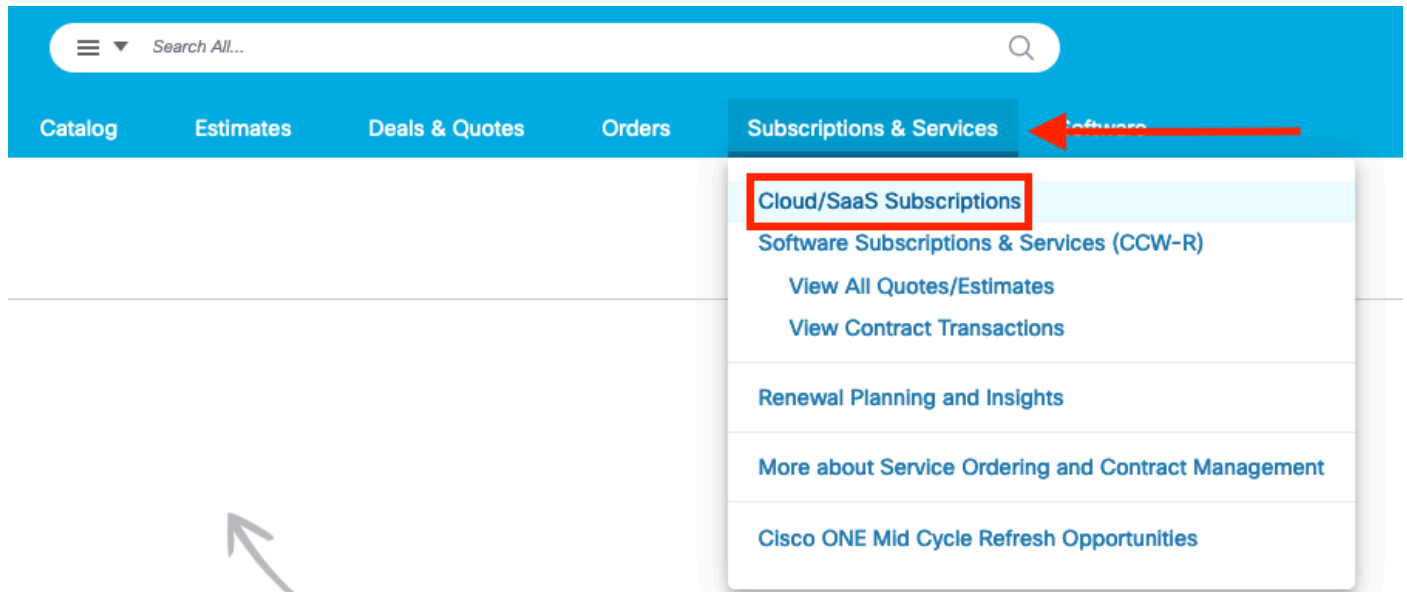 Search All...
Catalog Estimates Deals & Quotes Orders Subscriptions & Services Software
Cloud/SaaS Subscriptions
Software Subscriptions & Services (CCW-R)
View All Quotes/Estimates
View Contract Transactions
Renewal Planning and Insights
More about Service Ordering and Contract Management
Cisco ONE Mid Cycle Refresh Opportunities